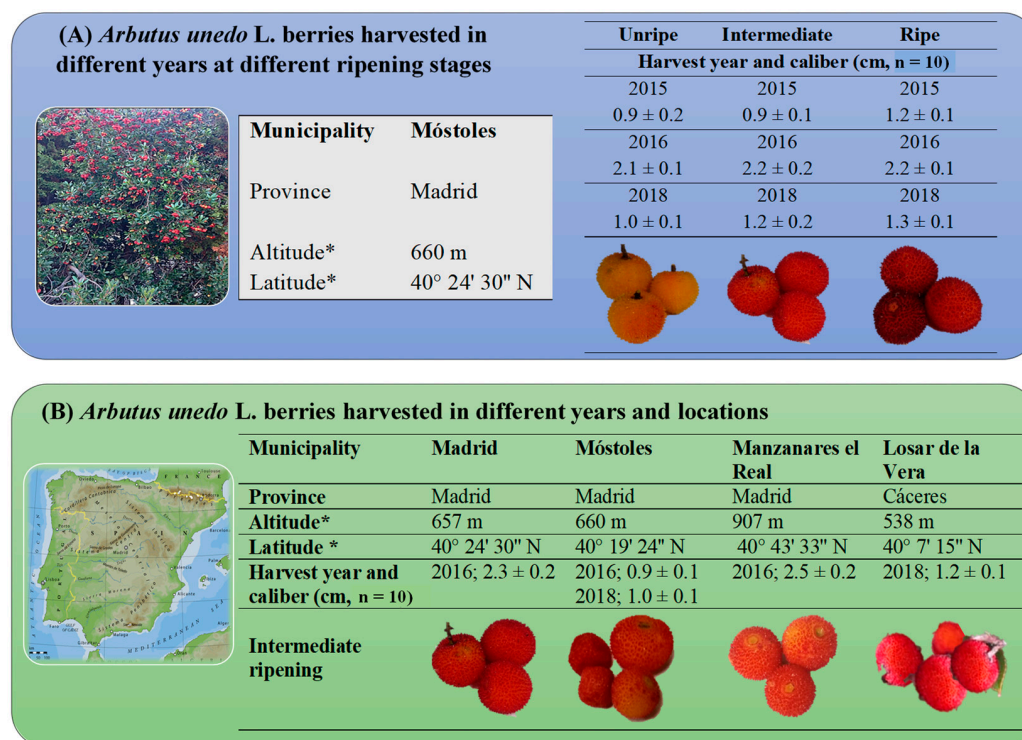 (A) Arbutus unedo L. berries harvested in
different years at different ripening stages
Municipality Móstoles
Province Madrid
Altitude* 660 m
Latitude* 40° 24' 30" N
Unripe Intermediate Ripe
Harvest year and caliber (cm, n = 10)
2015 2015 2015
0.9 ± 0.2 0.9 ± 0.1 1.2 ± 0.1
2016 2016 2016
2.1 ± 0.1 2.2 ± 0.2 2.2 ± 0.1
2018 2018 2018
1.0 ± 0.1 1.2 ± 0.2 1.3 ± 0.1
(B) Arbutus unedo L. berries harvested in different years and locations
Municipality Madrid Móstoles Manzanares el Losar de la
Real Vera
Province Madrid Madrid Madrid Cáceres
Altitude* 657 m 660 m 907 m 538 m
Latitude * 40° 24' 30" N 40° 19' 24" N 40° 43' 33" N 40° 7' 15" N
Harvest year and 2016; 2.3 ± 0.2 2016; 0.9 ± 0.1 2016; 2.5 ± 0.2 2018; 1.2 ± 0.1
caliber (cm, n = 10) 2018; 1.0 ± 0.1
Intermediate
ripening
FRANCE
SPAIN
Madrid
Valencia
Lisboa
MEDITERRANEAN SEA